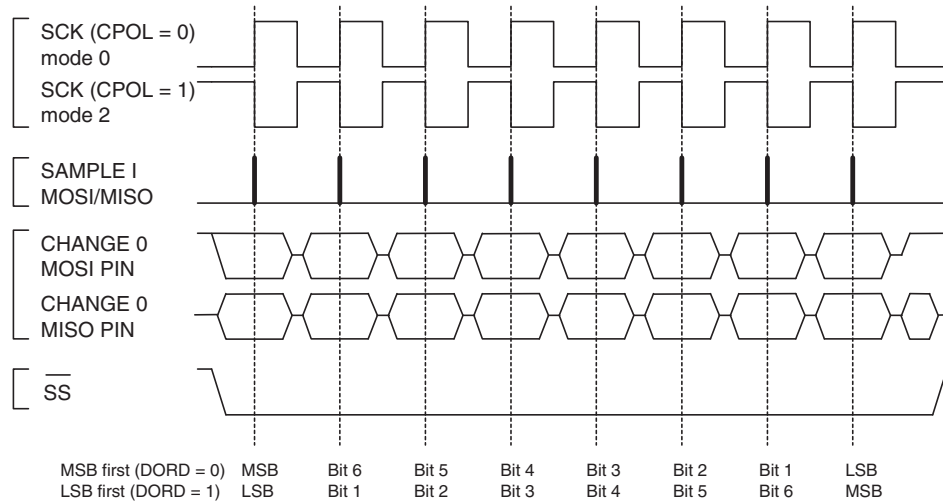 SCK (CPOL = 0)
mode 0
SCK (CPOL = 1)
mode 2
SAMPLE I
MOSI/MISO
CHANGE 0
MOSI PIN
CHANGE 0
MISO PIN
SS
MSB first (DORD = 0) MSB Bit 6 Bit 5 Bit 4 Bit 3 Bit 2 Bit 1 LSB
LSB first (DORD = 1) LSB Bit 1 Bit 2 Bit 3 Bit 4 Bit 5 Bit 6 MSB